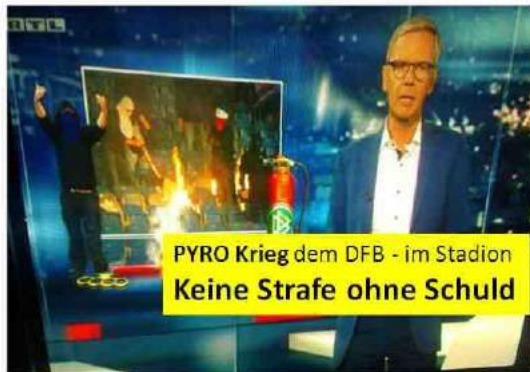 RTL
PYRO Krieg dem DFB - im Stadion
Keine Strafe ohne Schuld